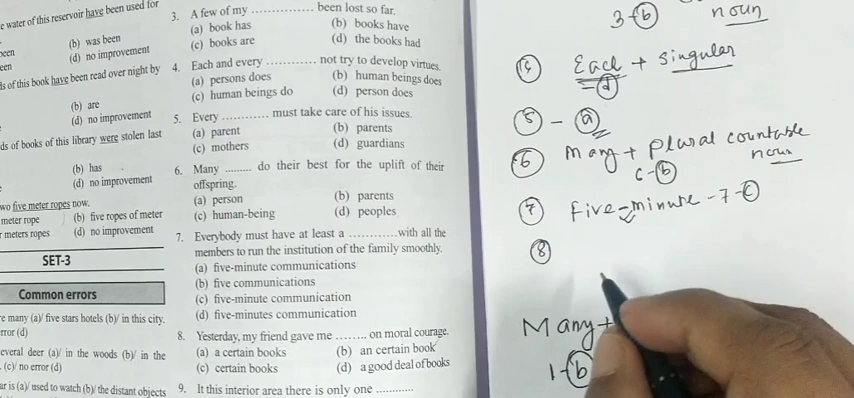 e water of this reservoir have been used for
(b) was been
(d) no improvement
ds of this book have been read over night by
(b) are
(d) no improvement
ds of books of this library were stolen last
(b) has
(d) no improvement
wo five meter ropes now.
meter rope (b) five ropes of meter
r meters ropes (d) no improvement
SET-3
Common errors
re many (a)/ five stars hotels (b)/ in this city.
rror (d)
everal deer (a)/ in the woods (b)/ in the
. (c)/ no error (d)
ar is (a)/ used to watch (b)/ the distant objects
3. A few of my ............... been lost so far.
(a) book has (b) books have
(c) books are (d) the books had
4. Each and every ............ not try to develop virtues.
(a) persons does (b) human beings does
(c) human beings do (d) person does
5. Every ............ must take care of his issues.
(a) parent (b) parents
(c) mothers (d) guardians
6. Many ......... do their best for the uplift of their
offspring.
(a) person (b) parents
(c) human-being (d) peoples
7. Everybody must have at least a ............with all the
members to run the institution of the family smoothly.
(a) five-minute communications
(b) five communications
(c) five-minute communication
(d) five-minutes communication
8. Yesterday, my friend gave me ........ on moral courage.
(a) a certain books (b) an certain book
(c) certain books (d) a good deal of books
9. It this interior area there is only one ............
3-(b) noun
(4) Each + singular
-(d)
(5) - (a)
(6) Many + plural countable
noun
6-(b)
(7) Five-minute - 7-(c)
(8)
Many +
1-(b)